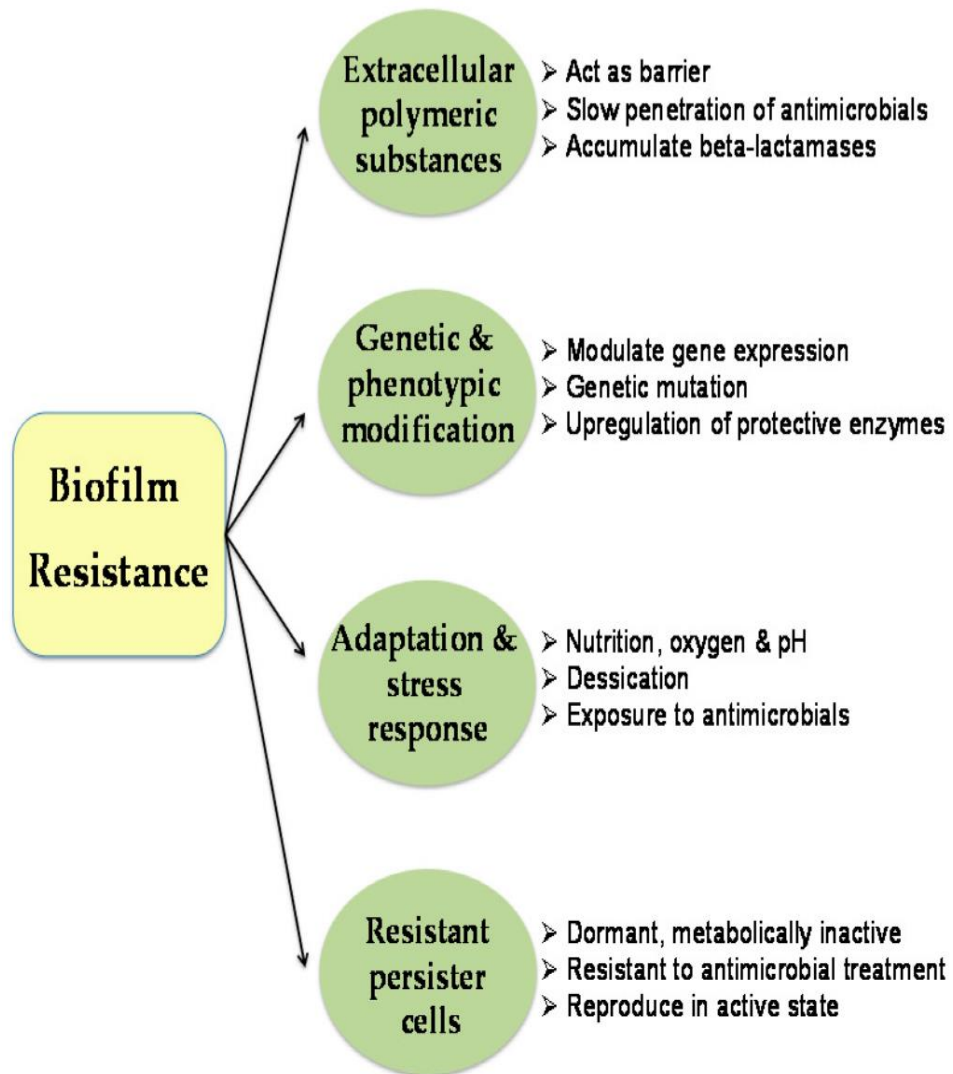 Biofilm
Resistance
Extracellular
polymeric
substances
➤ Act as barrier
➤ Slow penetration of antimicrobials
➤ Accumulate beta-lactamases
Genetic &
phenotypic
modification
➤ Modulate gene expression
➤ Genetic mutation
➤ Upregulation of protective enzymes
Adaptation &
stress
response
➤ Nutrition, oxygen & pH
➤ Dessication
➤ Exposure to antimicrobials
Resistant
persister
cells
➤ Dormant, metabolically inactive
➤ Resistant to antimicrobial treatment
➤ Reproduce in active state